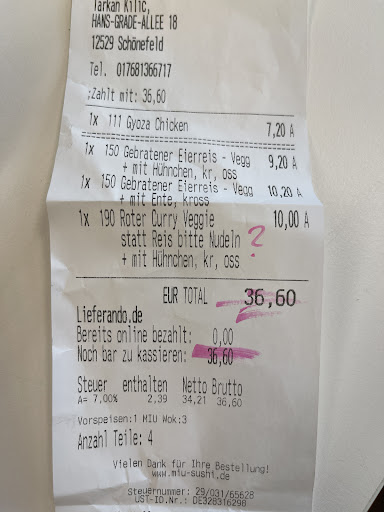 Tarkan Kilic,
HANS-GRADE-ALLEE 18
12529 Schönefeld
Tel. 017681366717
Zahlt mit: 36,60
1x 111 Gyoza Chicken 7,20 A
1x 150 Gebratener Eierreis - Vegg 9,20 A
+ mit Hühnchen, kr, oss
1x 150 Gebratener Eierreis - Vegg 10,20 A
+ mit Ente, kross
1x 190 Roter Curry Veggie 10,00 A
statt Reis bitte Nudeln ?
+ mit Hühnchen, kr, oss
EUR TOTAL 36,60
Lieferando.de
Bereits online bezahlt: 0,00
Noch bar zu kassieren: 36,60
Steuer enthalten Netto Brutto
A= 7,00% 2,39 34,21 36,60
Vorspeisen:1 MIU Wok:3
Anzahl Teile: 4
Vielen Dank für Ihre Bestellung!
www.miu-sushi.de
Steuernummer: 29/031/65628
UST-ID.Nr.: DE328316298